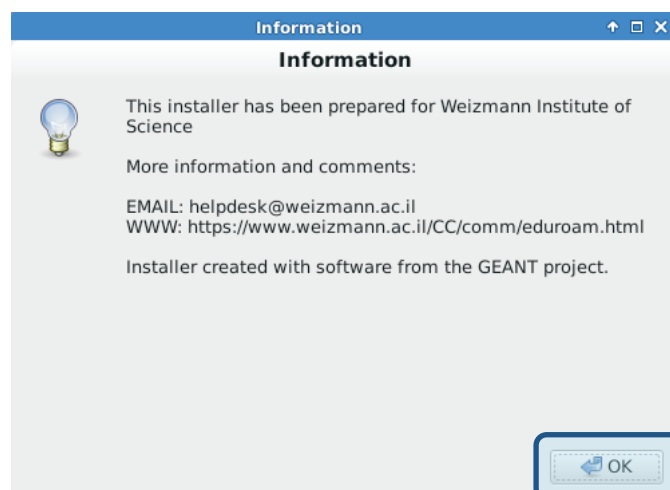 Information
Information
This installer has been prepared for Weizmann Institute of
Science
More information and comments:
EMAIL: helpdesk@weizmann.ac.il
WWW: https://www.weizmann.ac.il/CC/comm/eduroam.html
Installer created with software from the GEANT project.
OK